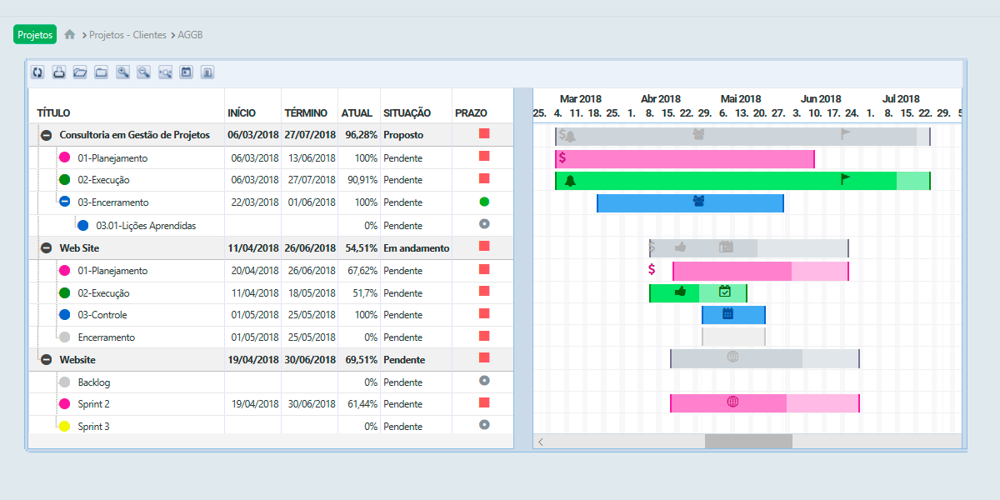 Projetos Projetos - Clientes AGGB
Mar 2018 Abr 2018 Mai 2018 Jun 2018 Jul 2018
TÍTULO INÍCIO TÉRMINO ATUAL SITUAÇÃO PRAZO 25. 4. 11. 18. 25. 1. 8. 15. 22. 29. 6. 13. 20. 27. 3. 10. 17. 24. 1. 8. 15. 22. 29.
Consultoria em Gestão de Projetos 06/03/2018 27/07/2018 96,28% Proposto
01-Planejamento 06/03/2018 13/06/2018 100% Pendente
02-Execução 06/03/2018 27/07/2018 90,91% Pendente
03-Encerramento 22/03/2018 01/06/2018 100% Pendente
03.01-Lições Aprendidas 0% Pendente
Web Site 11/04/2018 26/06/2018 54,51% Em andamento
01-Planejamento 20/04/2018 26/06/2018 67,62% Pendente
02-Execução 11/04/2018 18/05/2018 51,7% Pendente
03-Controle 01/05/2018 25/05/2018 100% Pendente
Encerramento 01/05/2018 25/05/2018 0% Pendente
Website 19/04/2018 30/06/2018 69,51% Pendente
Backlog 0% Pendente
Sprint 2 19/04/2018 30/06/2018 61,44% Pendente
Sprint 3 0% Pendente